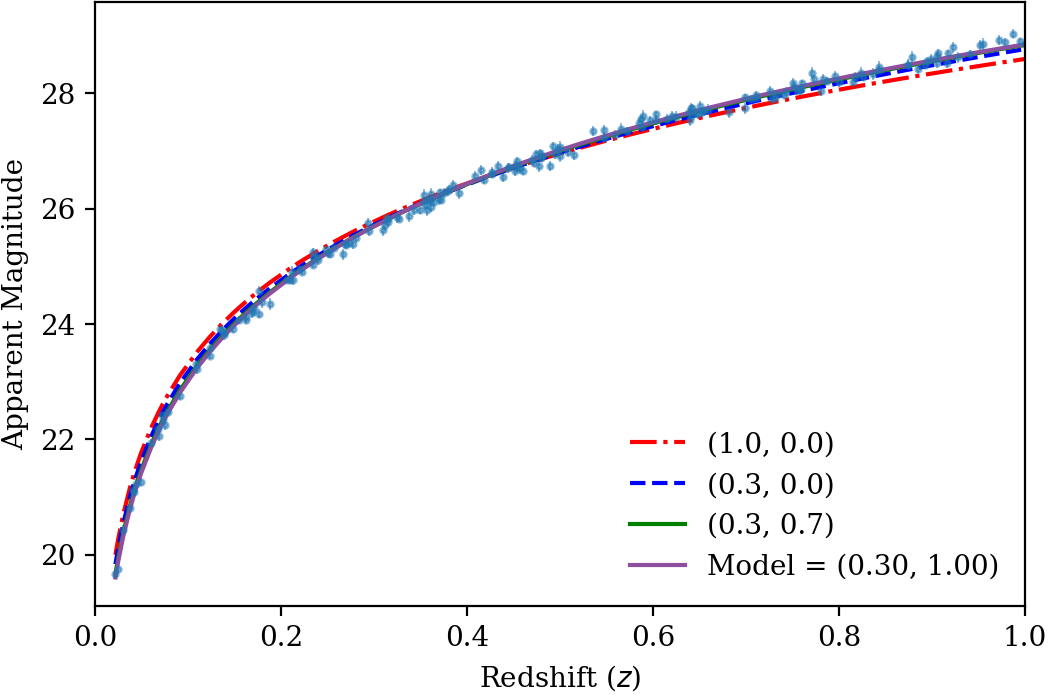 28
26
24
22
20
Apparent Magnitude
(1.0, 0.0)
(0.3, 0.0)
(0.3, 0.7)
Model = (0.30, 1.00)
0.0 0.2 0.4 0.6 0.8 1.0
Redshift (z)